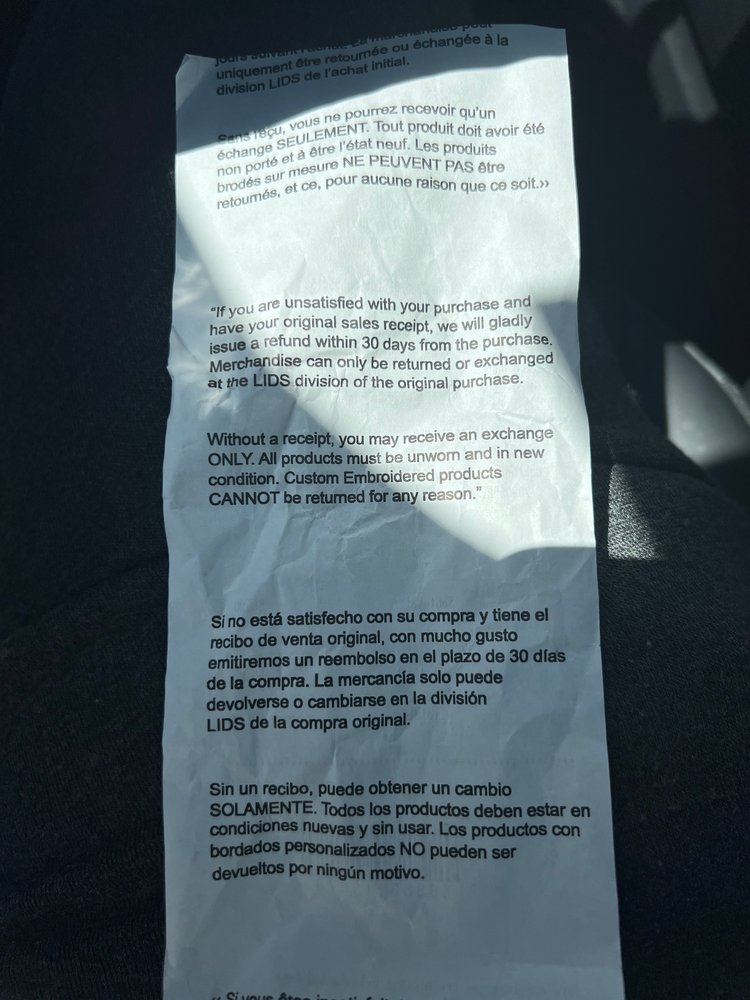 jours suivant l'achat. La marchandise peut
uniquement être retournée ou échangée à la
division LIDS de l'achat initial.
Sans reçu, vous ne pourrez recevoir qu'un
échange SEULEMENT. Tout produit doit avoir été
non porté et à être l'état neuf. Les produits
brodés sur mesure NE PEUVENT PAS être
retournés, et ce, pour aucune raison que ce soit.››
"If you are unsatisfied with your purchase and
have your original sales receipt, we will gladly
issue a refund within 30 days from the purchase.
Merchandise can only be returned or exchanged
at the LIDS division of the original purchase.
Without a receipt, you may receive an exchange
ONLY. All products must be unworn and in new
condition. Custom Embroidered products
CANNOT be returned for any reason."
Si no está satisfecho con su compra y tiene el
recibo de venta original, con mucho gusto
emitiremos un reembolso en el plazo de 30 días
de la compra. La mercancía solo puede
devolverse o cambiarse en la división
LIDS de la compra original.
Sin un recibo, puede obtener un cambio
SOLAMENTE. Todos los productos deben estar en
condiciones nuevas y sin usar. Los productos con
bordados personalizados NO pueden ser
devueltos por ningún motivo.
‹‹ Si vous êtes